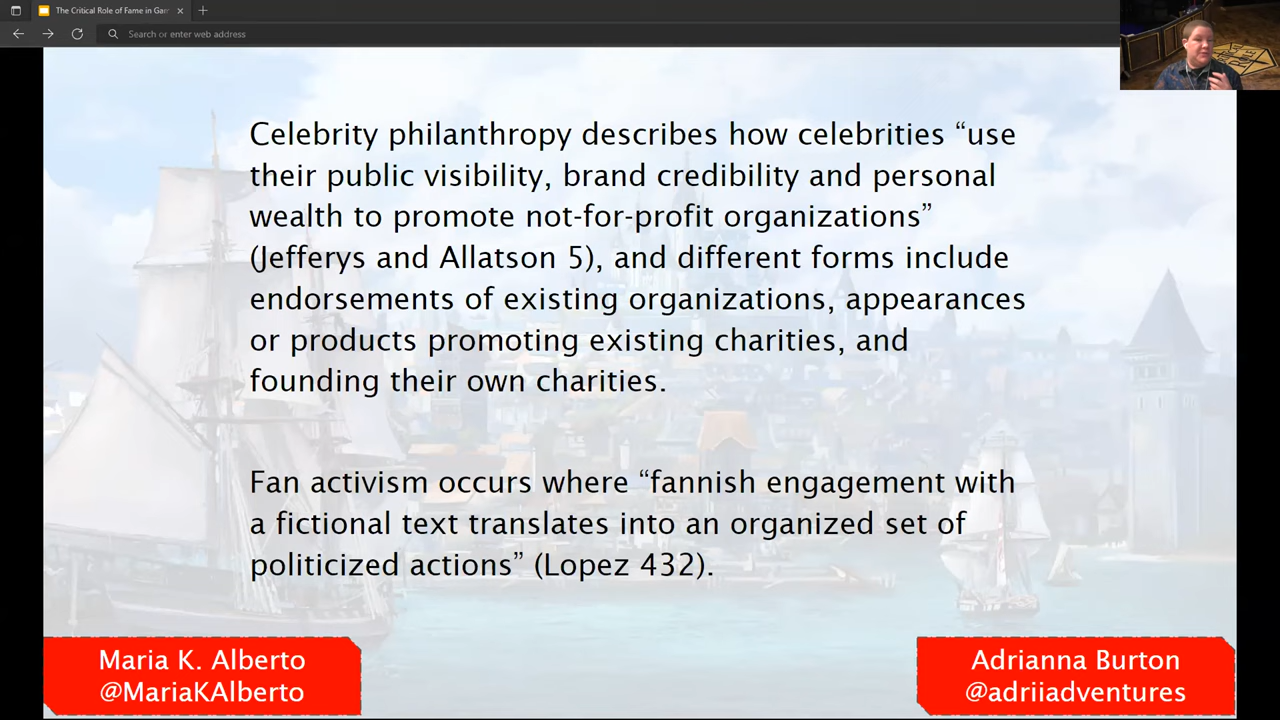 The Critical Role of Fame in Gam
Search or enter web address
Celebrity philanthropy describes how celebrities “use
their public visibility, brand credibility and personal
wealth to promote not-for-profit organizations”
(Jefferys and Allatson 5), and different forms include
endorsements of existing organizations, appearances
or products promoting existing charities, and
founding their own charities.
Fan activism occurs where “fannish engagement with
a fictional text translates into an organized set of
politicized actions” (Lopez 432).
Maria K. Alberto
@MariaKAlberto
Adrianna Burton
@adriiadventures